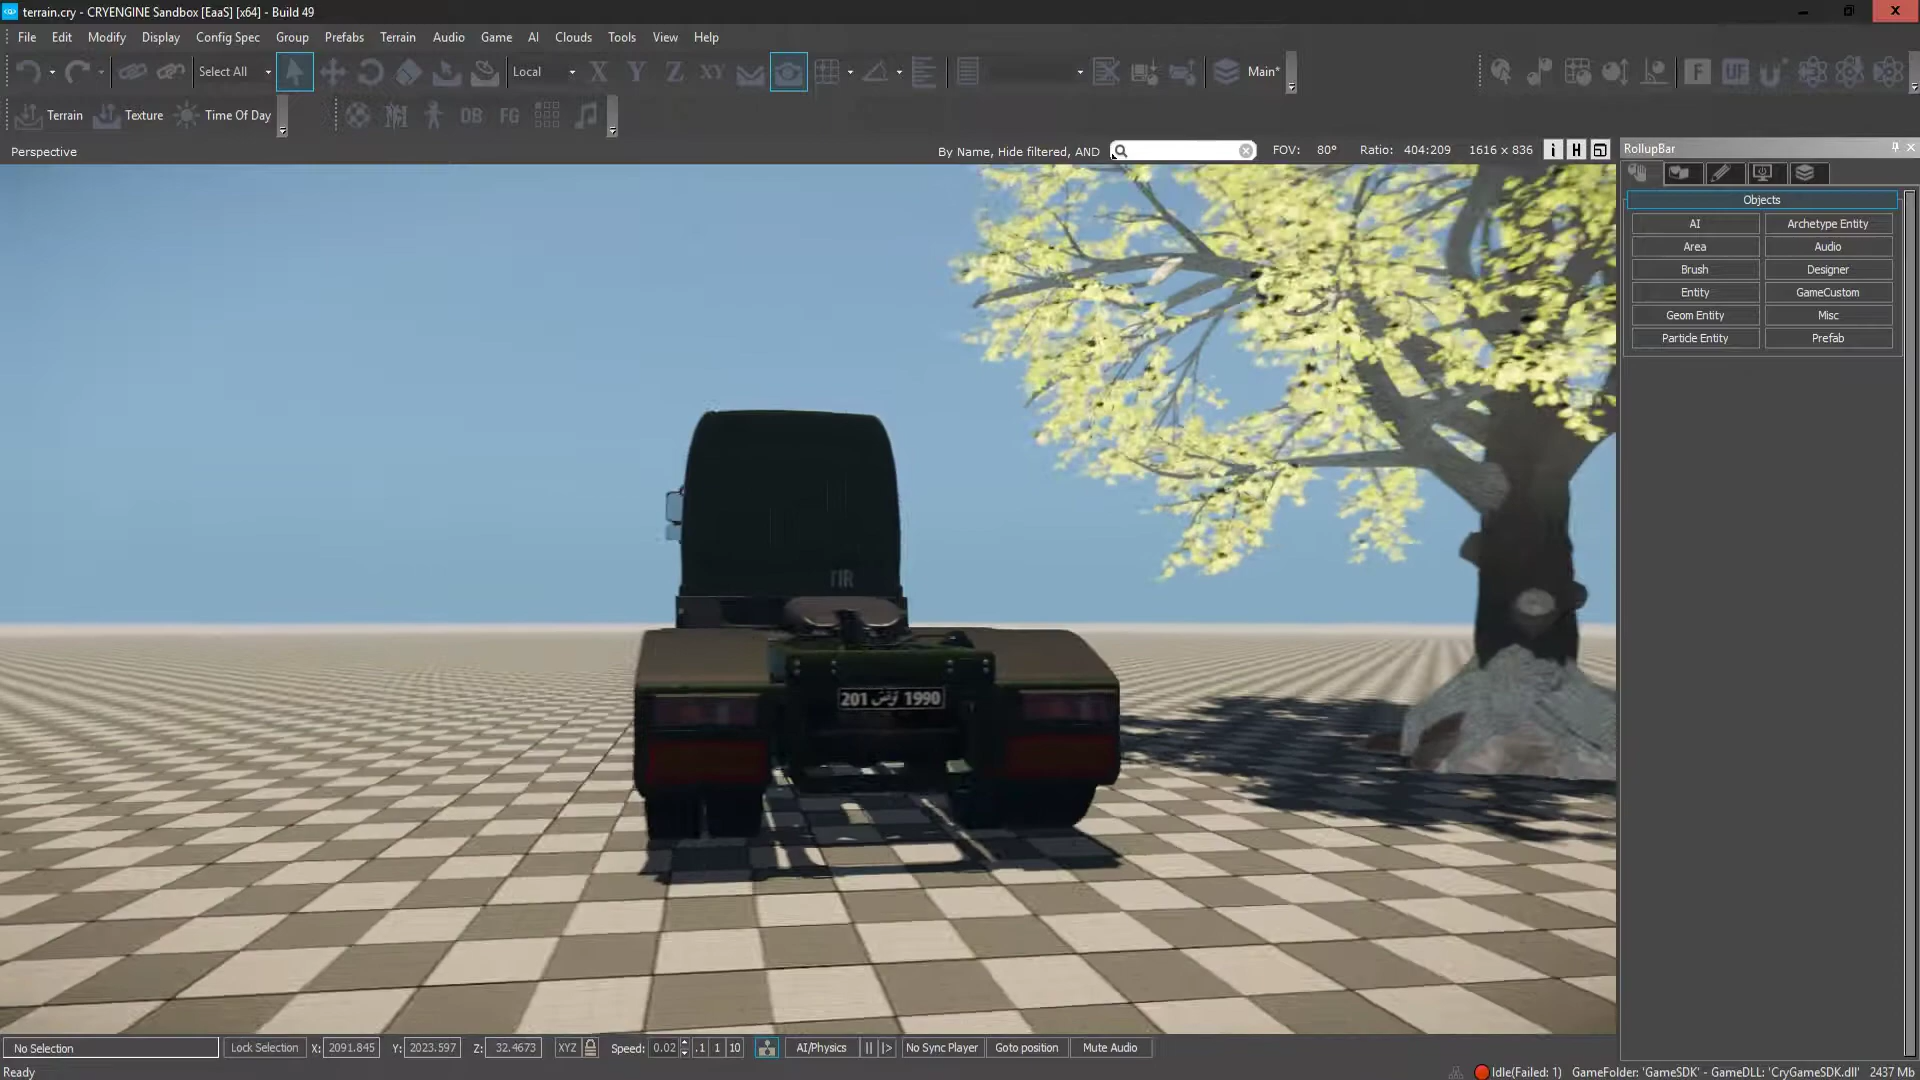 terrain.cry - CRYENGINE Sandbox [EaaS] [x64] - Build 49
File Edit Modify Display Config Spec Group Prefabs Terrain Audio Game AI Clouds Tools View Help
Select All Local X Y Z XY Main* F UF
Terrain Texture Time Of Day DB FG
Perspective By Name, Hide filtered, AND FOV: 80° Ratio: 404:209 1616 x 836 i H
RollupBar
Objects
AI Archetype Entity
Area Audio
Brush Designer
Entity GameCustom
Geom Entity Misc
Particle Entity Prefab
TIR
201 تونس 1990
No Selection Lock Selection X: 2091.845 Y: 2023.597 Z: 32.4673 XYZ Speed: 0.02 .1 1 10 AI/Physics No Sync Player Goto position Mute Audio
Ready Idle(Failed: 1) GameFolder: 'GameSDK' - GameDLL: 'CryGameSDK.dll' 2437 Mb